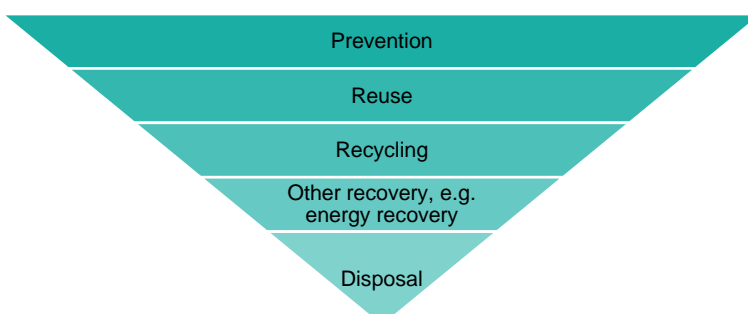 Prevention
Reuse
Recycling
Other recovery, e.g.
energy recovery
Disposal